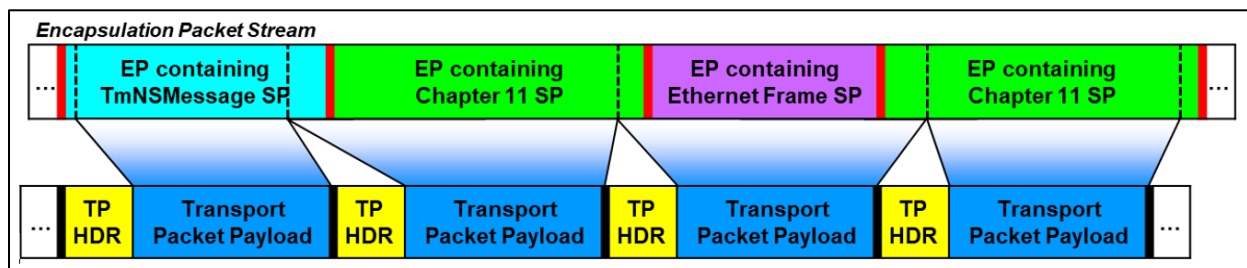 Encapsulation Packet Stream
... EP containing EP containing EP containing EP containing ...
TmNSMessage SP Chapter 11 SP Ethernet Frame SP Chapter 11 SP
... TP Transport TP Transport TP Transport TP Transport ...
HDR Packet Payload HDR Packet Payload HDR Packet Payload HDR Packet Payload